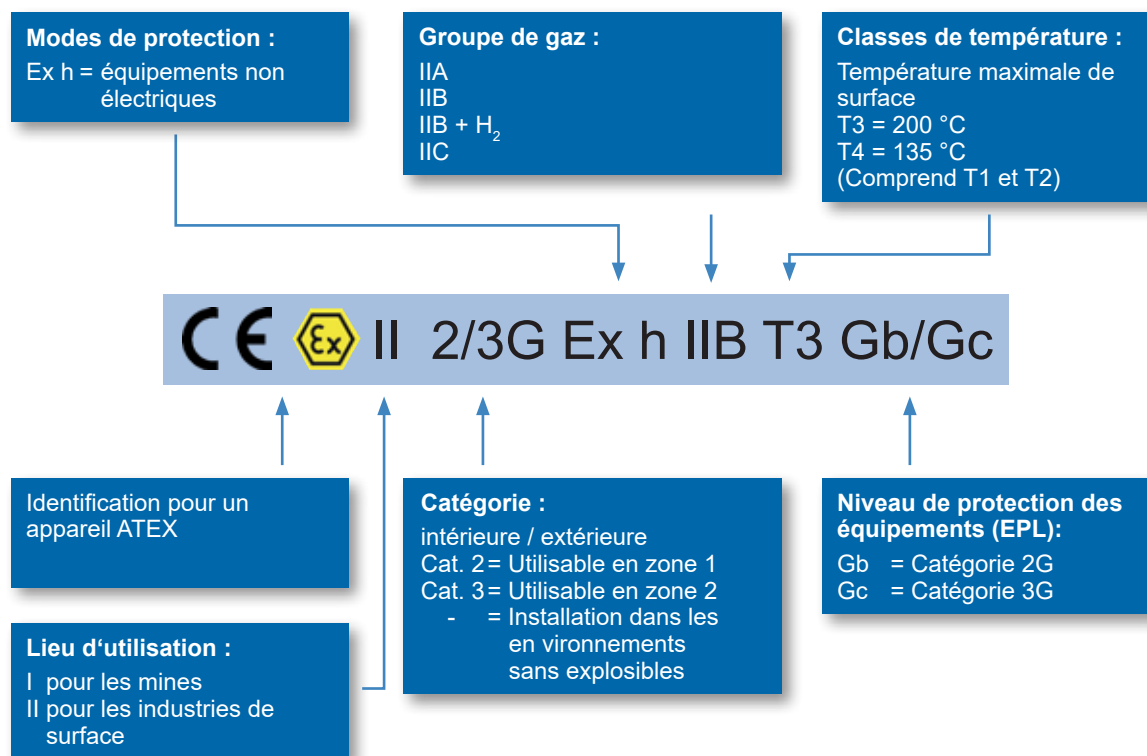 Modes de protection :
Ex h = équipements non
électriques
Groupe de gaz :
IIA
IIB
IIB + H₂
IIC
Classes de température :
Température maximale de
surface
T3 = 200 °C
T4 = 135 °C
(Comprend T1 et T2)
CE Ex II 2/3G Ex h IIB T3 Gb/Gc
Identification pour un
appareil ATEX
Lieu d‘utilisation :
I pour les mines
II pour les industries de
surface
Catégorie :
intérieure / extérieure
Cat. 2 = Utilisable en zone 1
Cat. 3 = Utilisable en zone 2
- = Installation dans les
en vironnements
sans explosibles
Niveau de protection des
équipements (EPL):
Gb = Catégorie 2G
Gc = Catégorie 3G